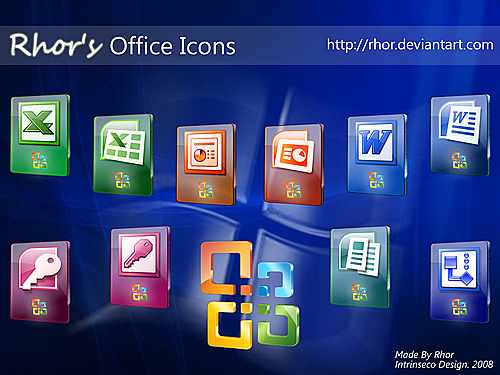 Rhor's Office Icons
http://rhor.deviantart.com
X
X
W
W
Made By Rhor
Intrinseco Design. 2008